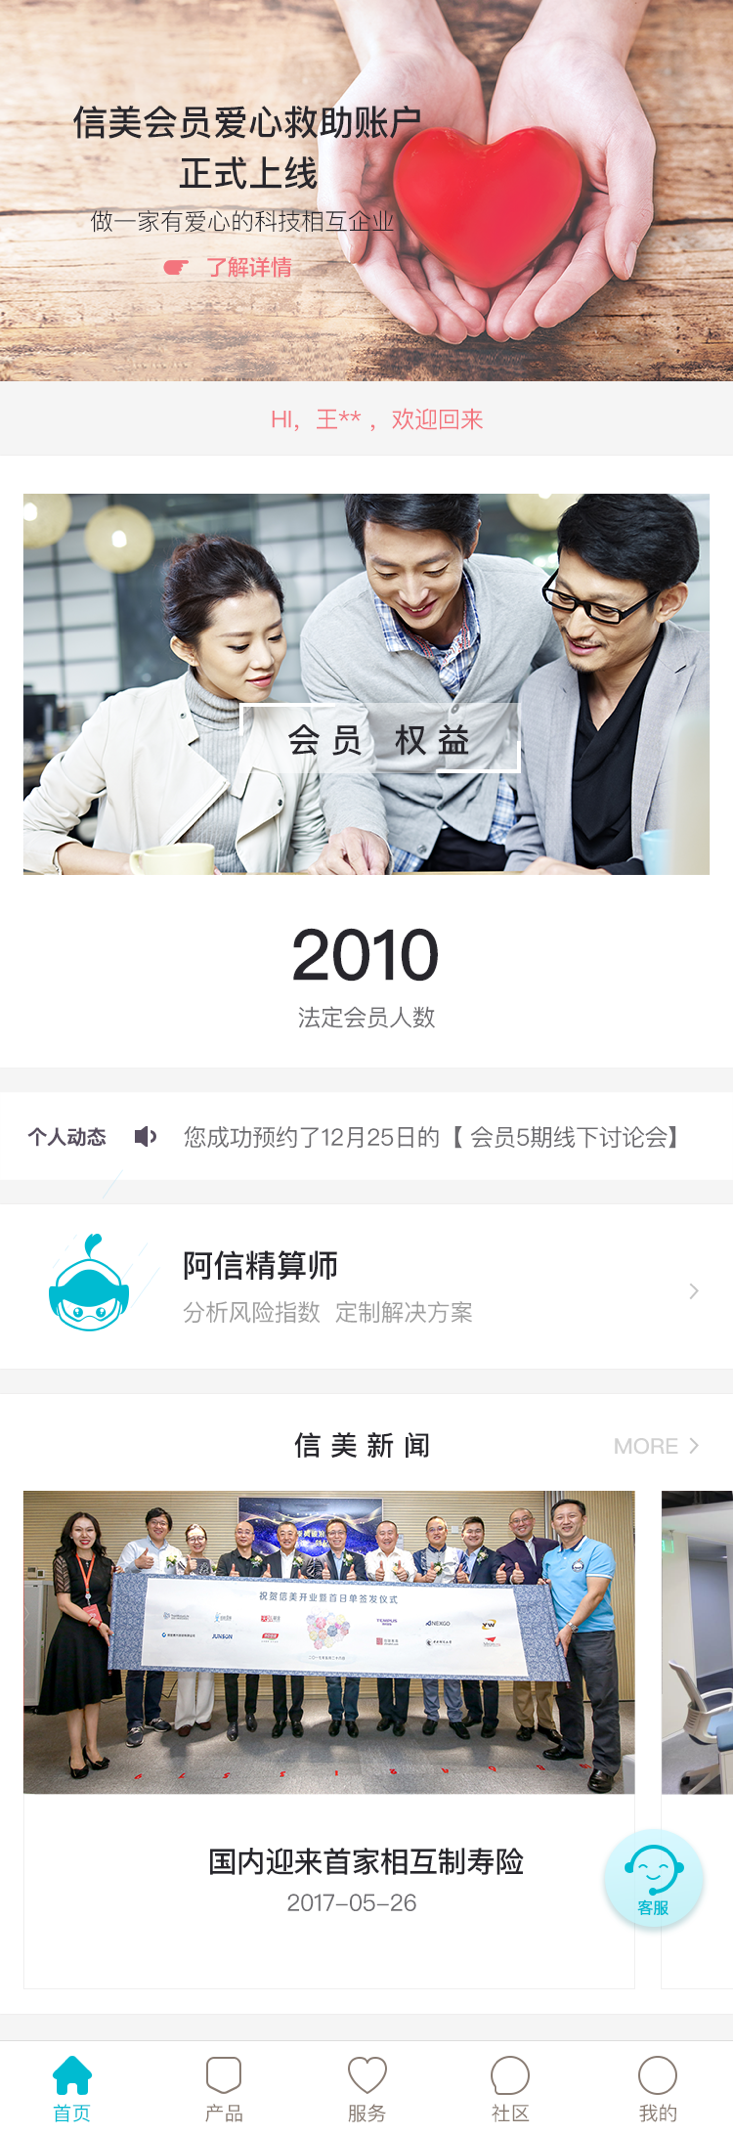 信美会员爱心救助账户
正式上线
做一家有爱心的科技相互企业
了解详情
HI，王**，欢迎回来
会员 权益
2010
法定会员人数
个人动态 您成功预约了12月25日的【 会员5期线下讨论会】
阿信精算师
分析风险指数 定制解决方案
信美新闻 MORE
祝贺信美开业暨首日单签发仪式
JUNSON
NEXGO
YW
国内迎来首家相互制寿险
2017-05-26
客服
首页 产品 服务 社区 我的